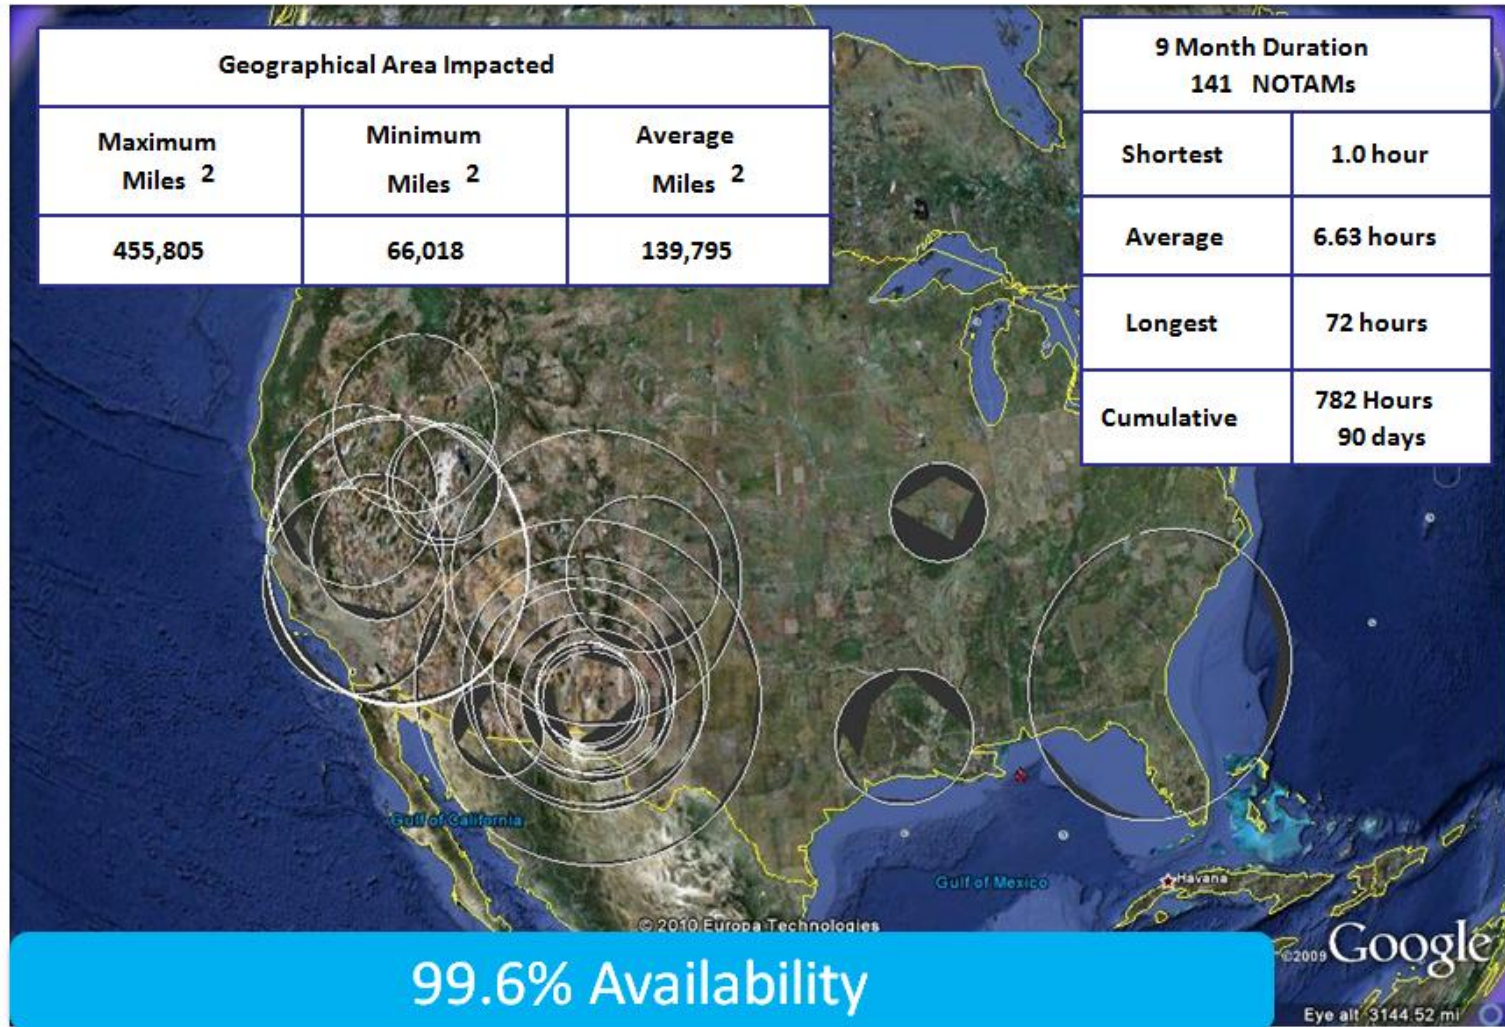 Geographical Area Impacted
Maximum
Miles 2
Minimum
Miles 2
Average
Miles 2
455,805
66,018
139,795
9 Month Duration
141 NOTAMs
Shortest
1.0 hour
Average
6.63 hours
Longest
72 hours
Cumulative
782 Hours
90 days
Gulf of California
Gulf of Mexico
Havana
© 2010 Europa Technologies
©2009 Google
99.6% Availability
Eye alt 3144.52 mi